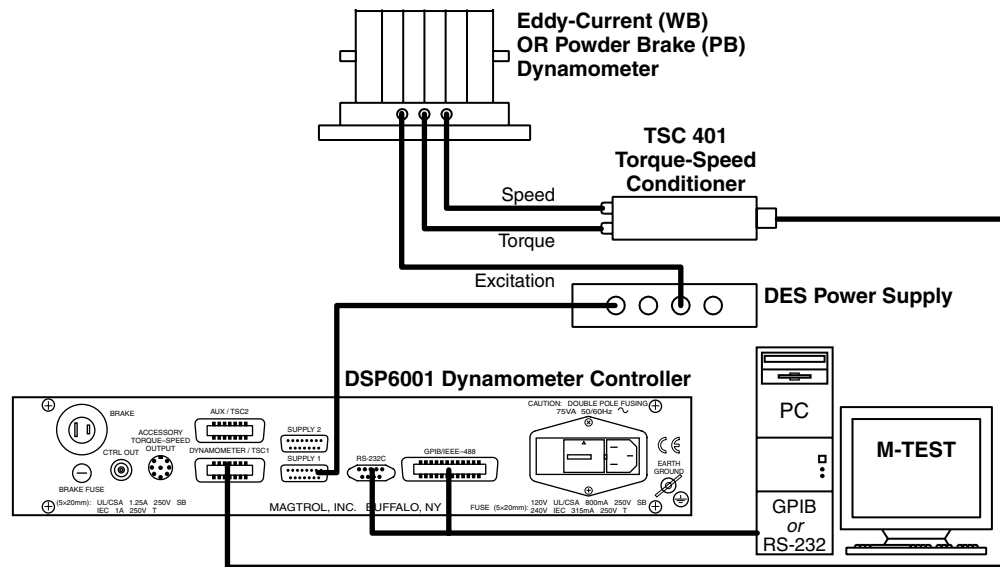 Eddy-Current (WB)
OR Powder Brake (PB)
Dynamometer
TSC 401
Torque-Speed
Conditioner
Speed
Torque
Excitation
DES Power Supply
DSP6001 Dynamometer Controller
BRAKE
BRAKE FUSE
CTRL OUT
ACCESSORY
TORQUE–SPEED
OUTPUT
AUX / TSC2
DYNAMOMETER / TSC1
SUPPLY 2
SUPPLY 1
RS-232C
GPIB/IEEE–488
CAUTION: DOUBLE POLE FUSING
75VA 50/60Hz
CE
EARTH
GROUND
(5x20mm): UL/CSA 1.25A 250V SB
IEC 1A 250V T
MAGTROL, INC. BUFFALO, NY
FUSE (5x20mm): 120V UL/CSA 800mA 250V SB
240V IEC 315mA 250V T
PC
GPIB
or
RS-232
M-TEST